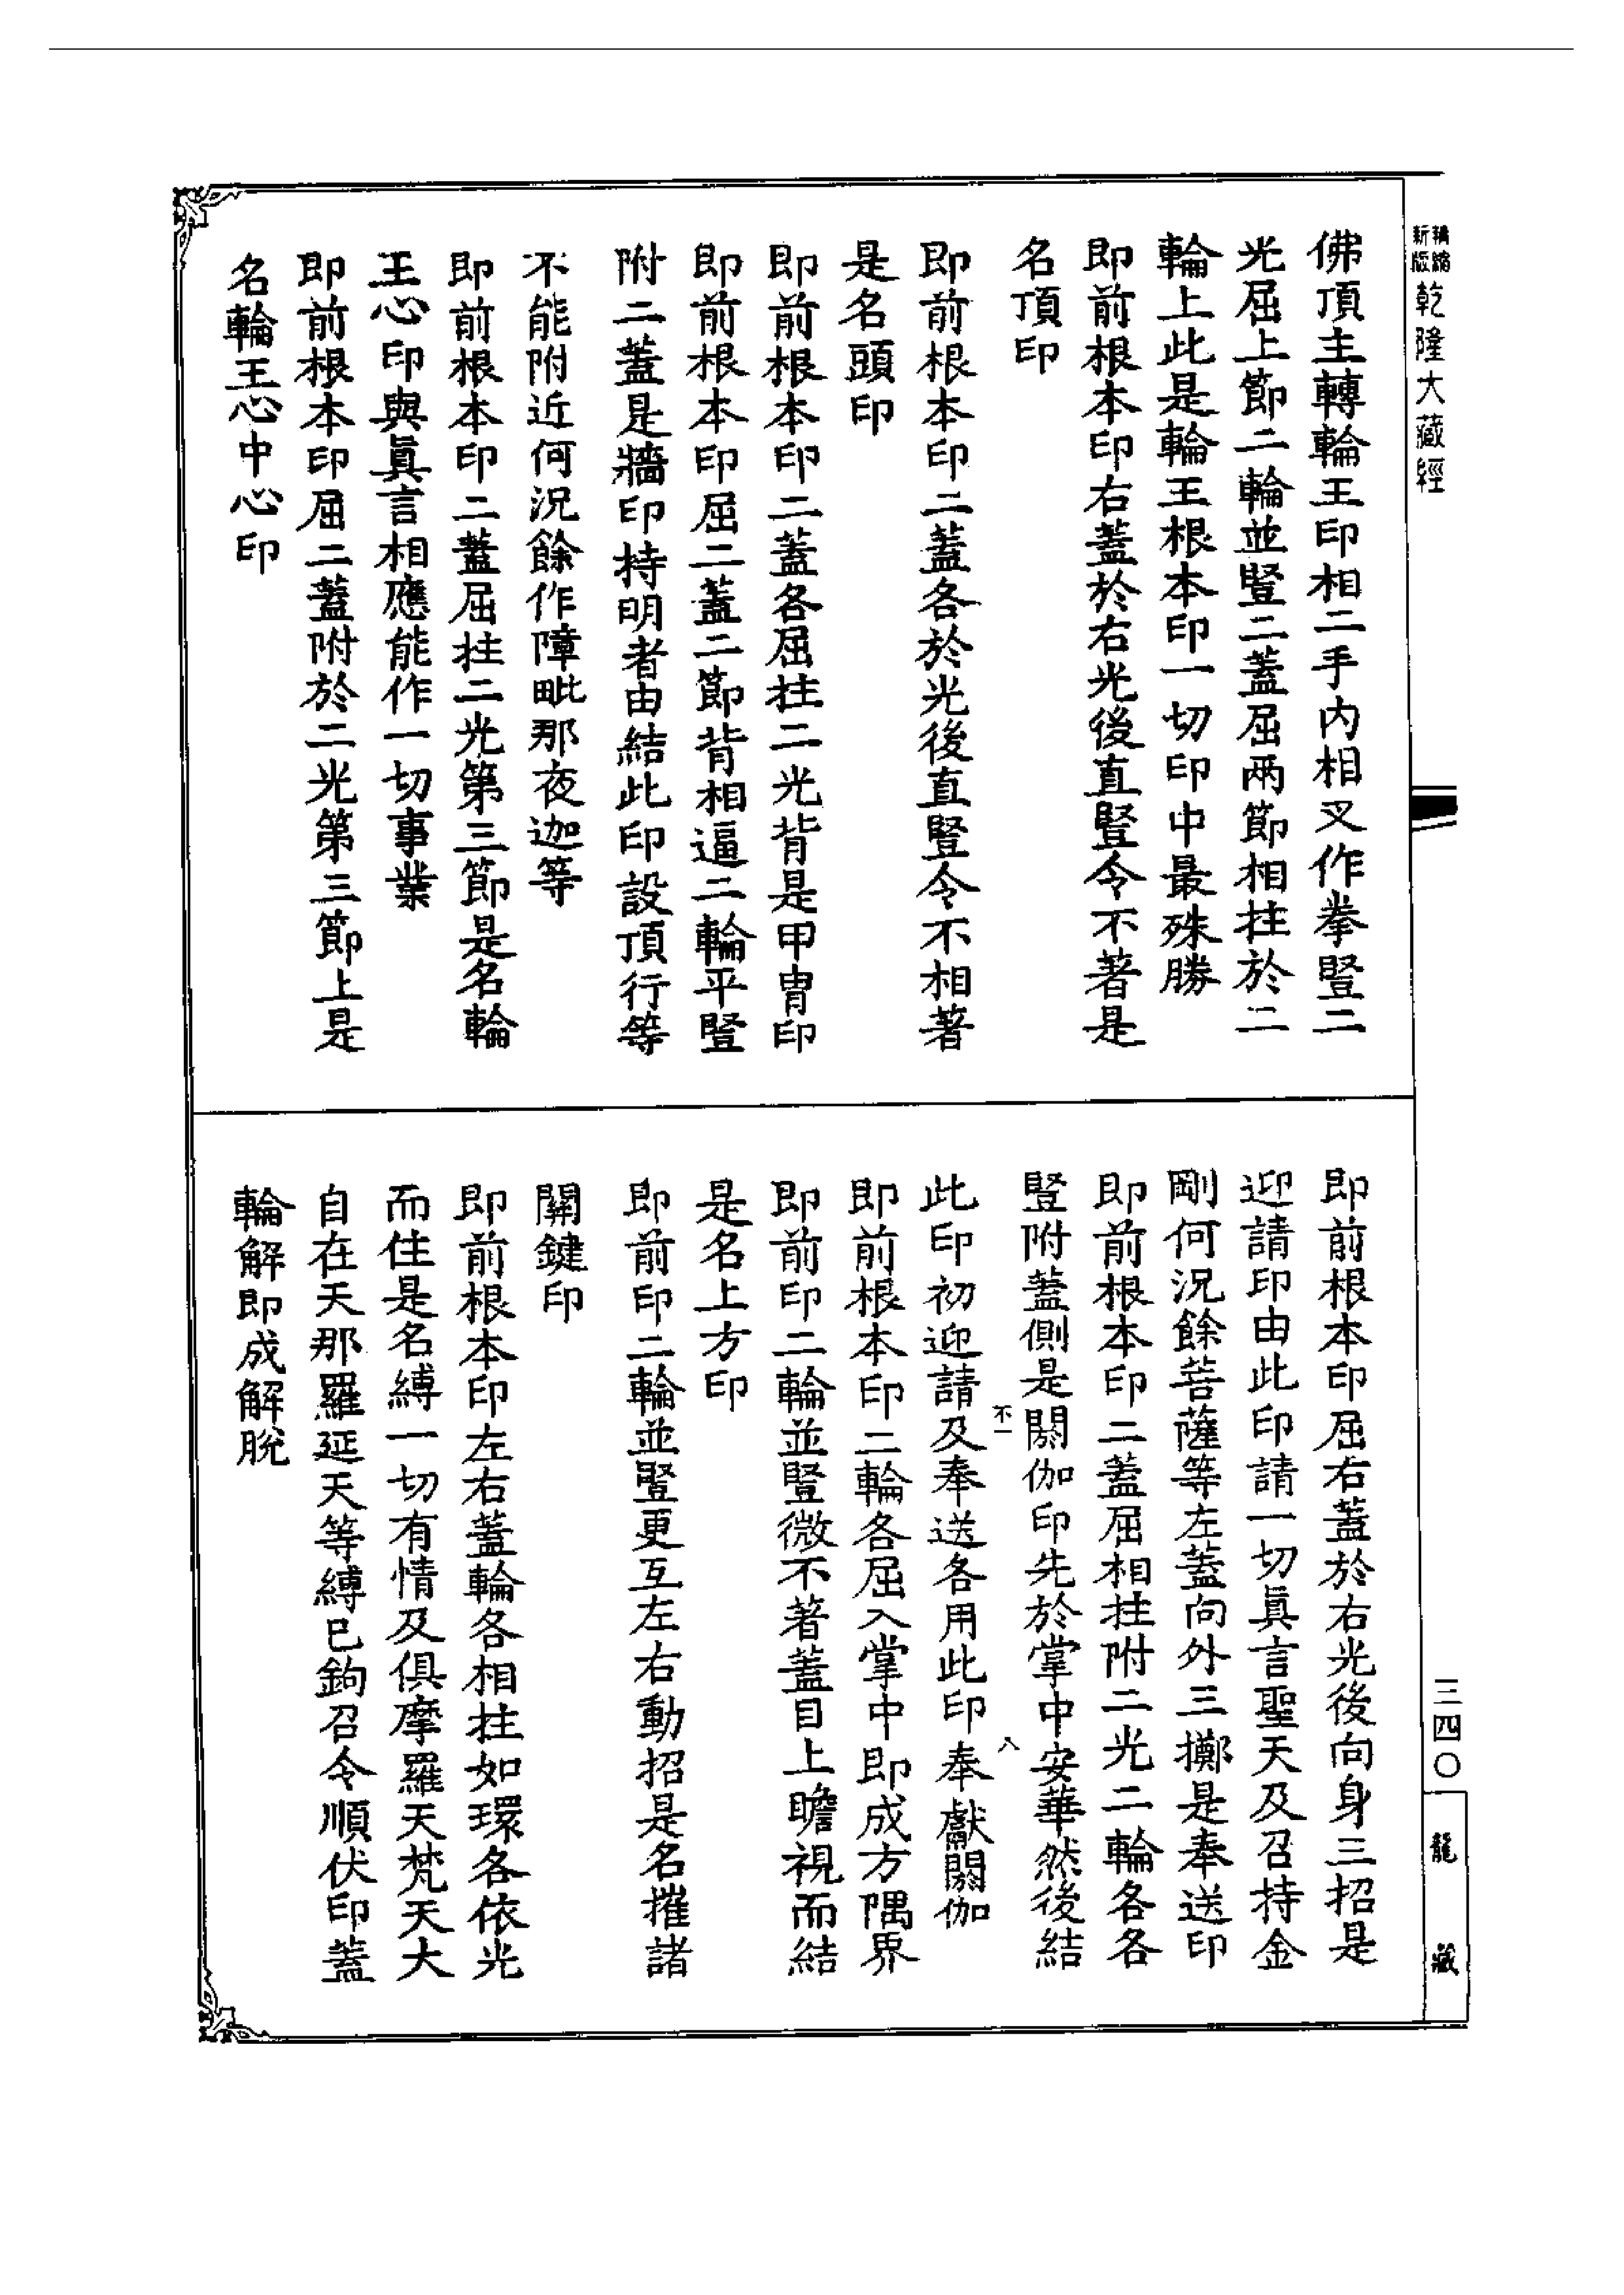 精縮新版乾隆大藏經
佛頂主轉輪王印相二手內相叉作拳豎二
光屈上節二輪並豎二蓋屈兩節相拄於二
輪上此是輪王根本印一切印中最殊勝
即前根本印右蓋於右光後直豎令不著是
名頂印
即前根本印二蓋各於光後直豎令不相著
是名頭印
即前根本印二蓋各屈拄二光背是甲冑印
即前根本印屈二蓋二節背相逼二輪平豎
附二蓋是牆印持明者由結此印設頂行等
不能附近何況餘作障毗那夜迦等
即前根本印二蓋屈拄二光第三節是名輪
王心印與眞言相應能作一切事業
即前根本印屈二蓋附於二光第三節上是
名輪王心中心印
即前根本印屈右蓋於右光後向身三招是
迎請印由此印請一切眞言聖天及召持金
剛何況餘菩薩等左蓋向外三擲是奉送印
即前根本印二蓋屈相拄附二光二輪各各
豎附蓋側是閼伽印先於掌中安華然後結
不一
八
此印初迎請及奉送各用此印奉獻閼伽
即前根本印二輪各屈入掌中即成方隅界
即前印二輪並豎微不著蓋目上瞻視而結
是名上方印
即前印二輪並豎更互左右動招是名摧諸
關鍵印
即前根本印左右蓋輪各相拄如環各依光
而住是名縛一切有情及俱摩羅天梵天大
自在天那羅延天等縛已鉤召令順伏印蓋
輪解即成解脫
三四〇
龍藏